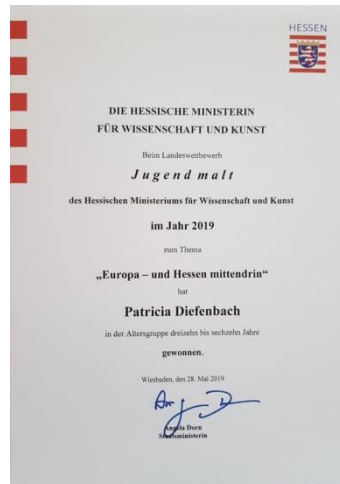 HESSEN
DIE HESSISCHE MINISTERIN
FÜR WISSENSCHAFT UND KUNST
Beim Landeswettbewerb
Jugend malt
des Hessischen Ministeriums für Wissenschaft und Kunst
im Jahr 2019
zum Thema
„Europa – und Hessen mittendrin“
hat
Patricia Diefenbach
in der Altersgruppe dreizehn bis sechzehn Jahre
gewonnen.
Wiesbaden, den 28. Mai 2019
Angela Dorn
Staatsministerin